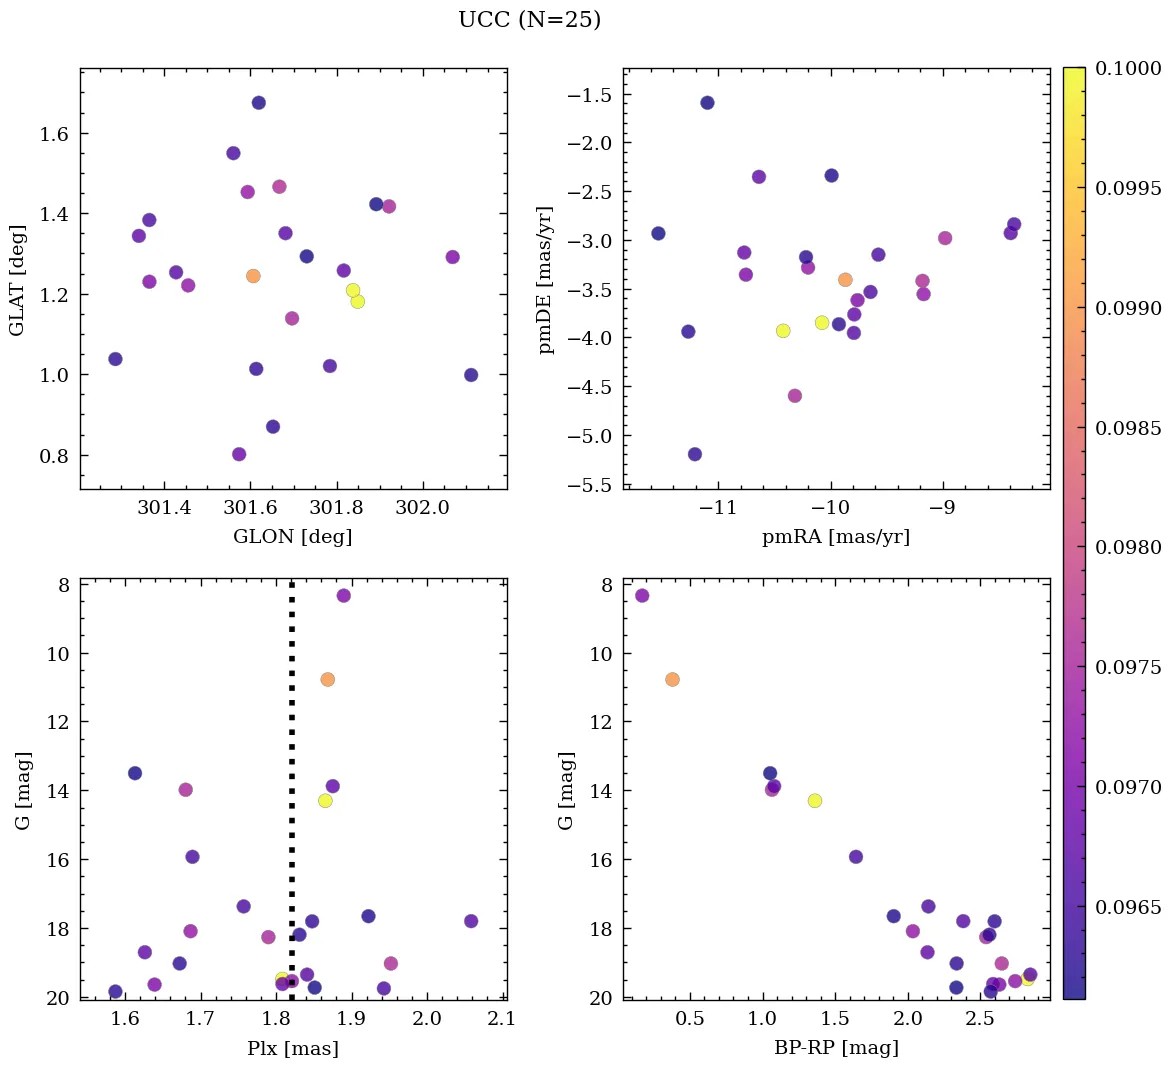 UCC (N=25)
GLAT [deg]
1.6
1.4
1.2
1.0
0.8
301.4 301.6 301.8 302.0
GLON [deg]
pmDE [mas/yr]
−1.5
−2.0
−2.5
−3.0
−3.5
−4.0
−4.5
−5.0
−5.5
−11 −10 −9
pmRA [mas/yr]
G [mag]
8
10
12
14
16
18
20
1.6 1.7 1.8 1.9 2.0 2.1
Plx [mas]
G [mag]
8
10
12
14
16
18
20
0.5 1.0 1.5 2.0 2.5
BP-RP [mag]
0.1000
0.0995
0.0990
0.0985
0.0980
0.0975
0.0970
0.0965